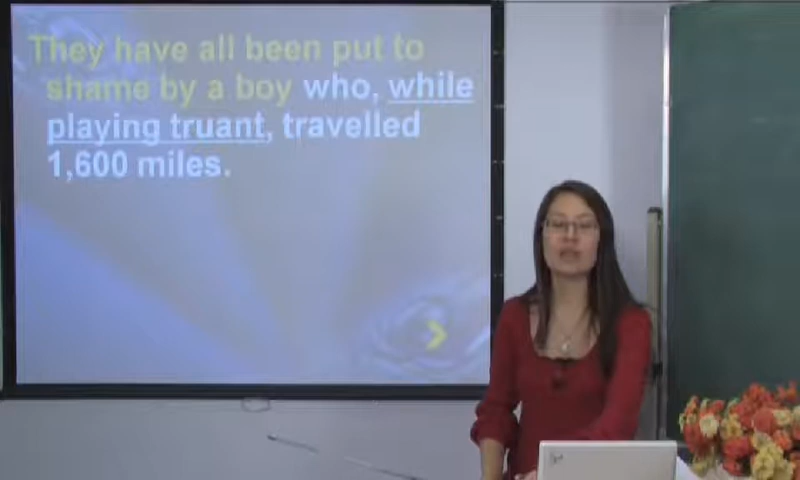 They have all been put to
shame by a boy who, while
playing truant, travelled
1,600 miles.